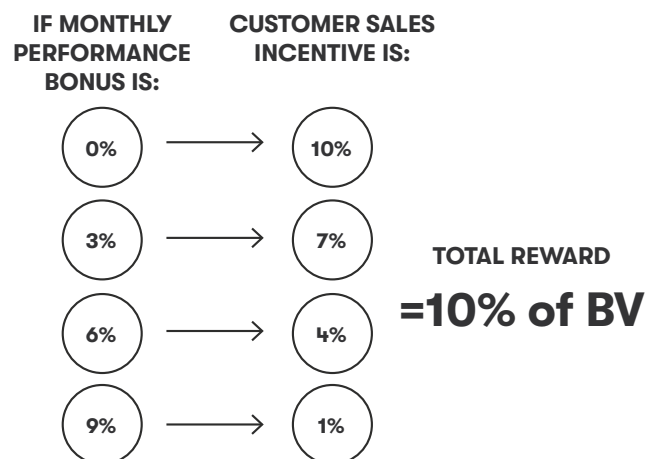 IF MONTHLY
PERFORMANCE
BONUS IS:
CUSTOMER SALES
INCENTIVE IS:
0%
10%
3%
7%
TOTAL REWARD
=10% of BV
6%
4%
9%
1%